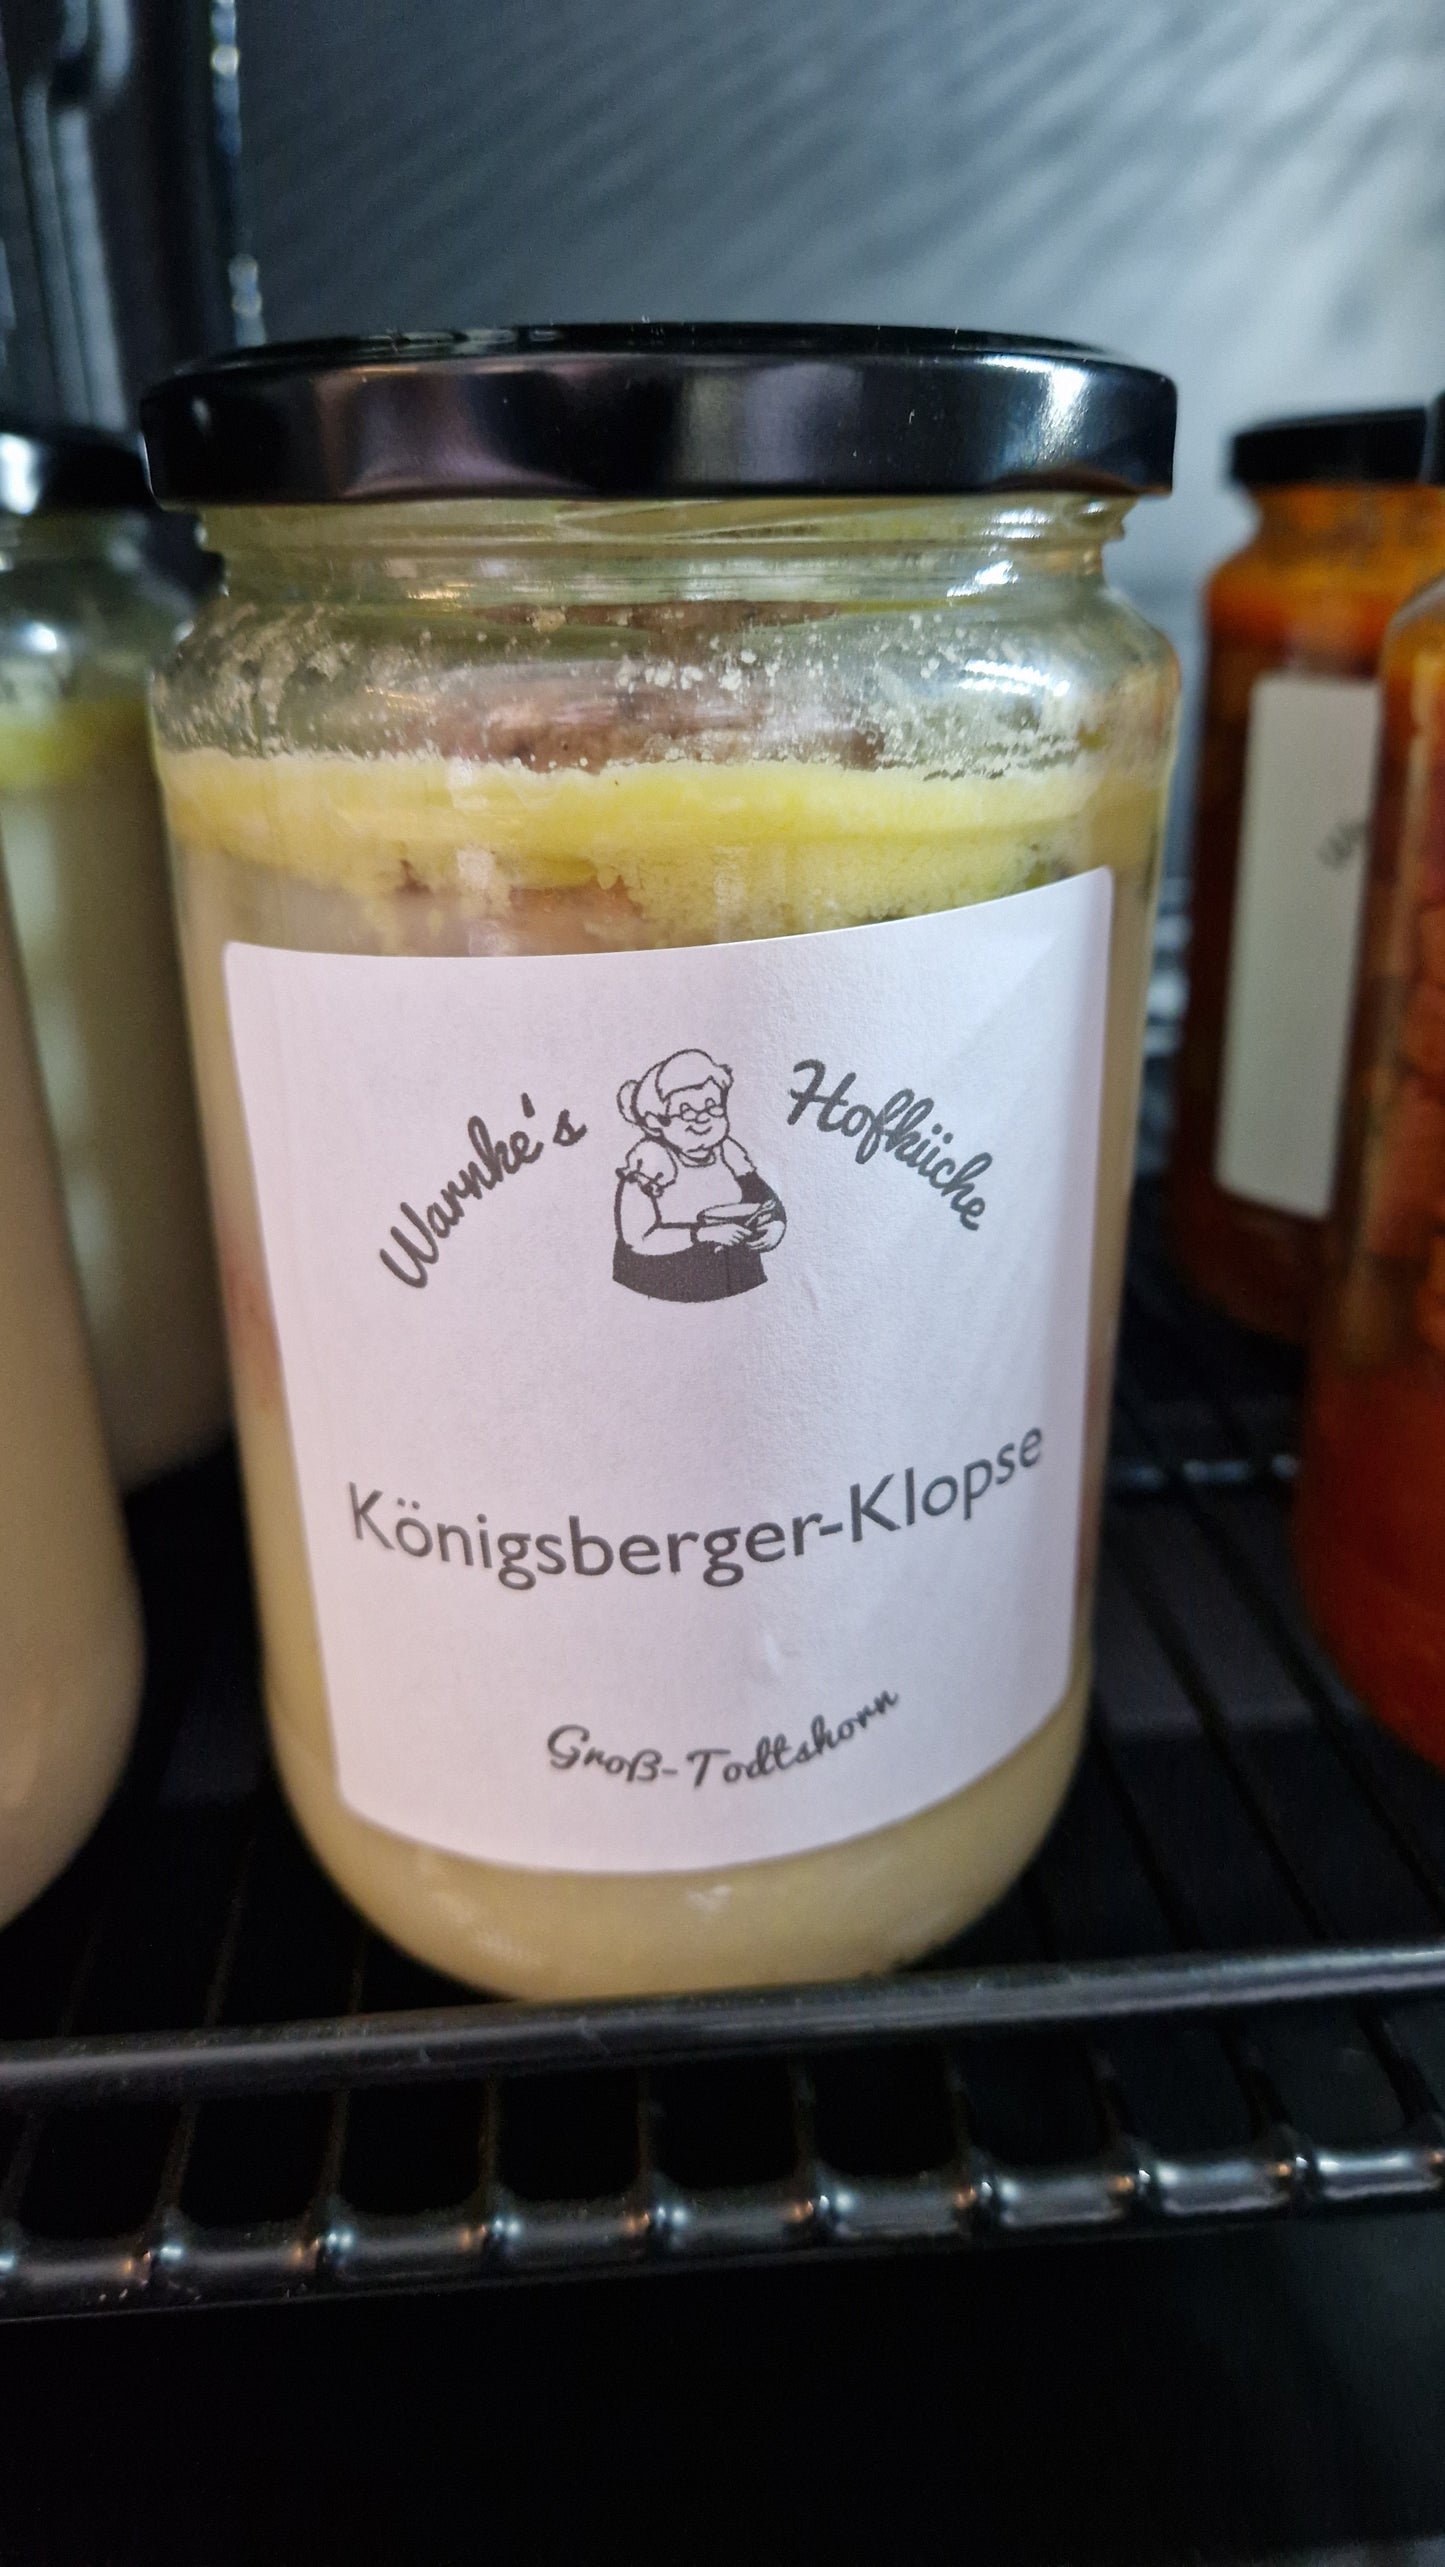 Warnke's Hofküche
Königsberger-Klopse
Groß-Todtshorn